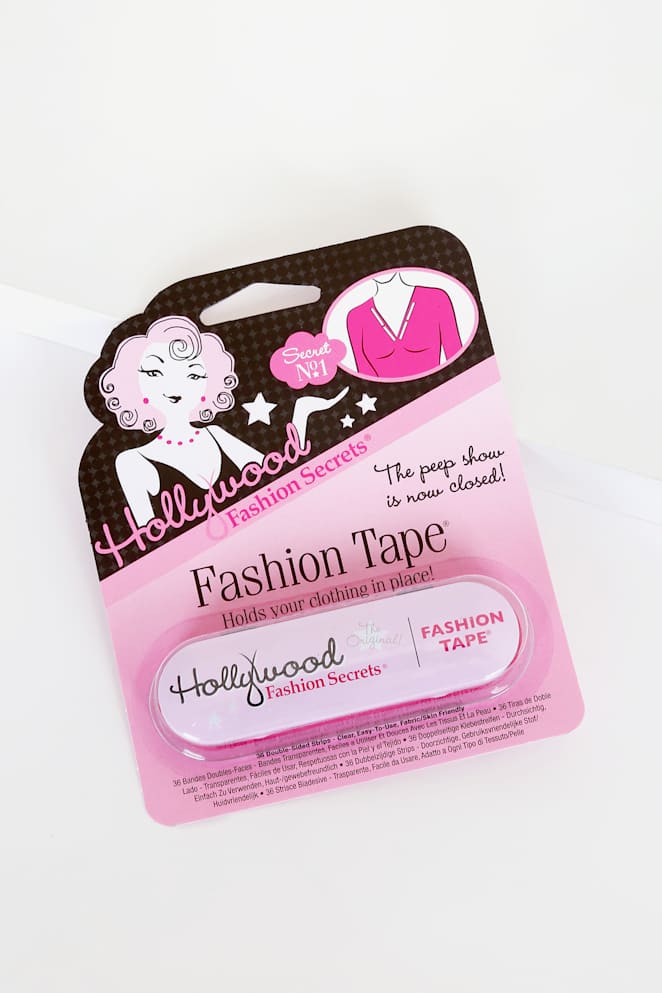 Secret
Nº1
Hollywood
Fashion Secrets®
The peep show
is now closed!
Fashion Tape®
Holds your clothing in place!
The
Original!
Hollywood
Fashion Secrets®
FASHION
TAPE®
36 Double-Sided Strips - Clear, Easy-To-Use, Fabric/Skin Friendly
36 Bandes Doubles-Faces - Bandes Transparentes, Faciles a Utiliser Et Douces Avec Les Tissus Et La Peau • 36 Tiras de Doble
Lado - Transparentes, Fáciles de Usar, Respetuosas con la Piel y el Tejido • 36 Doppelseitige Klebestreifen - Durchsichtig,
Einfach Zu Verwenden, Haut-/gewebefreundlich • 36 Dubbelzijdige Strips - Doorzichtige, Gebruiksvriendelijk Stof/
Huidvriendelijk • 36 Strisce Biadesive - Trasparente, Facile da Usare, Adatto a Ogni Tipo di Tessuto/Pelle